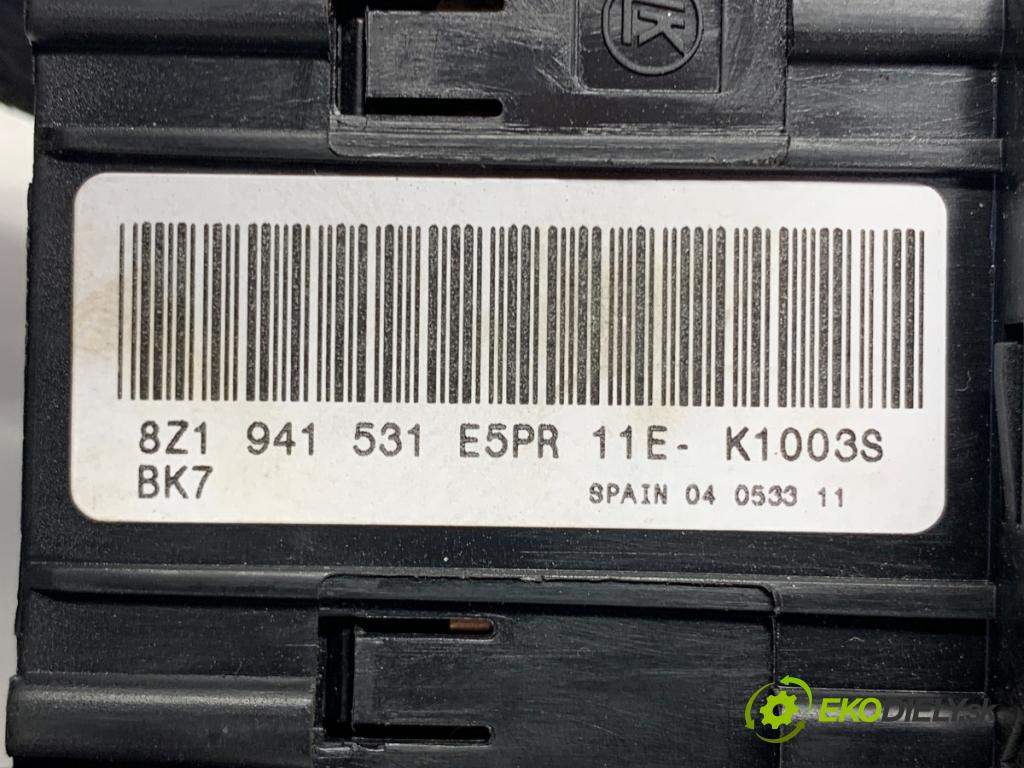 8Z1 941 531 E5PR 11E- K1003S
BK7
SPAIN 04 0533 11
EKODIELY.SK